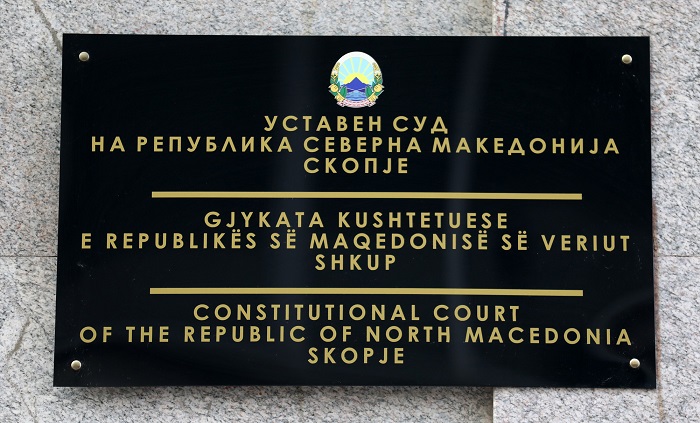 УСТАВЕН СУД
НА РЕПУБЛИКА СЕВЕРНА МАКЕДОНИЈА
СКОПЈЕ
GJYKATA KUSHTETUESE
E REPUBLIKËS SË MAQEDONISË SË VERIUT
SHKUP
CONSTITUTIONAL COURT
OF THE REPUBLIC OF NORTH MACEDONIA
SKOPJE